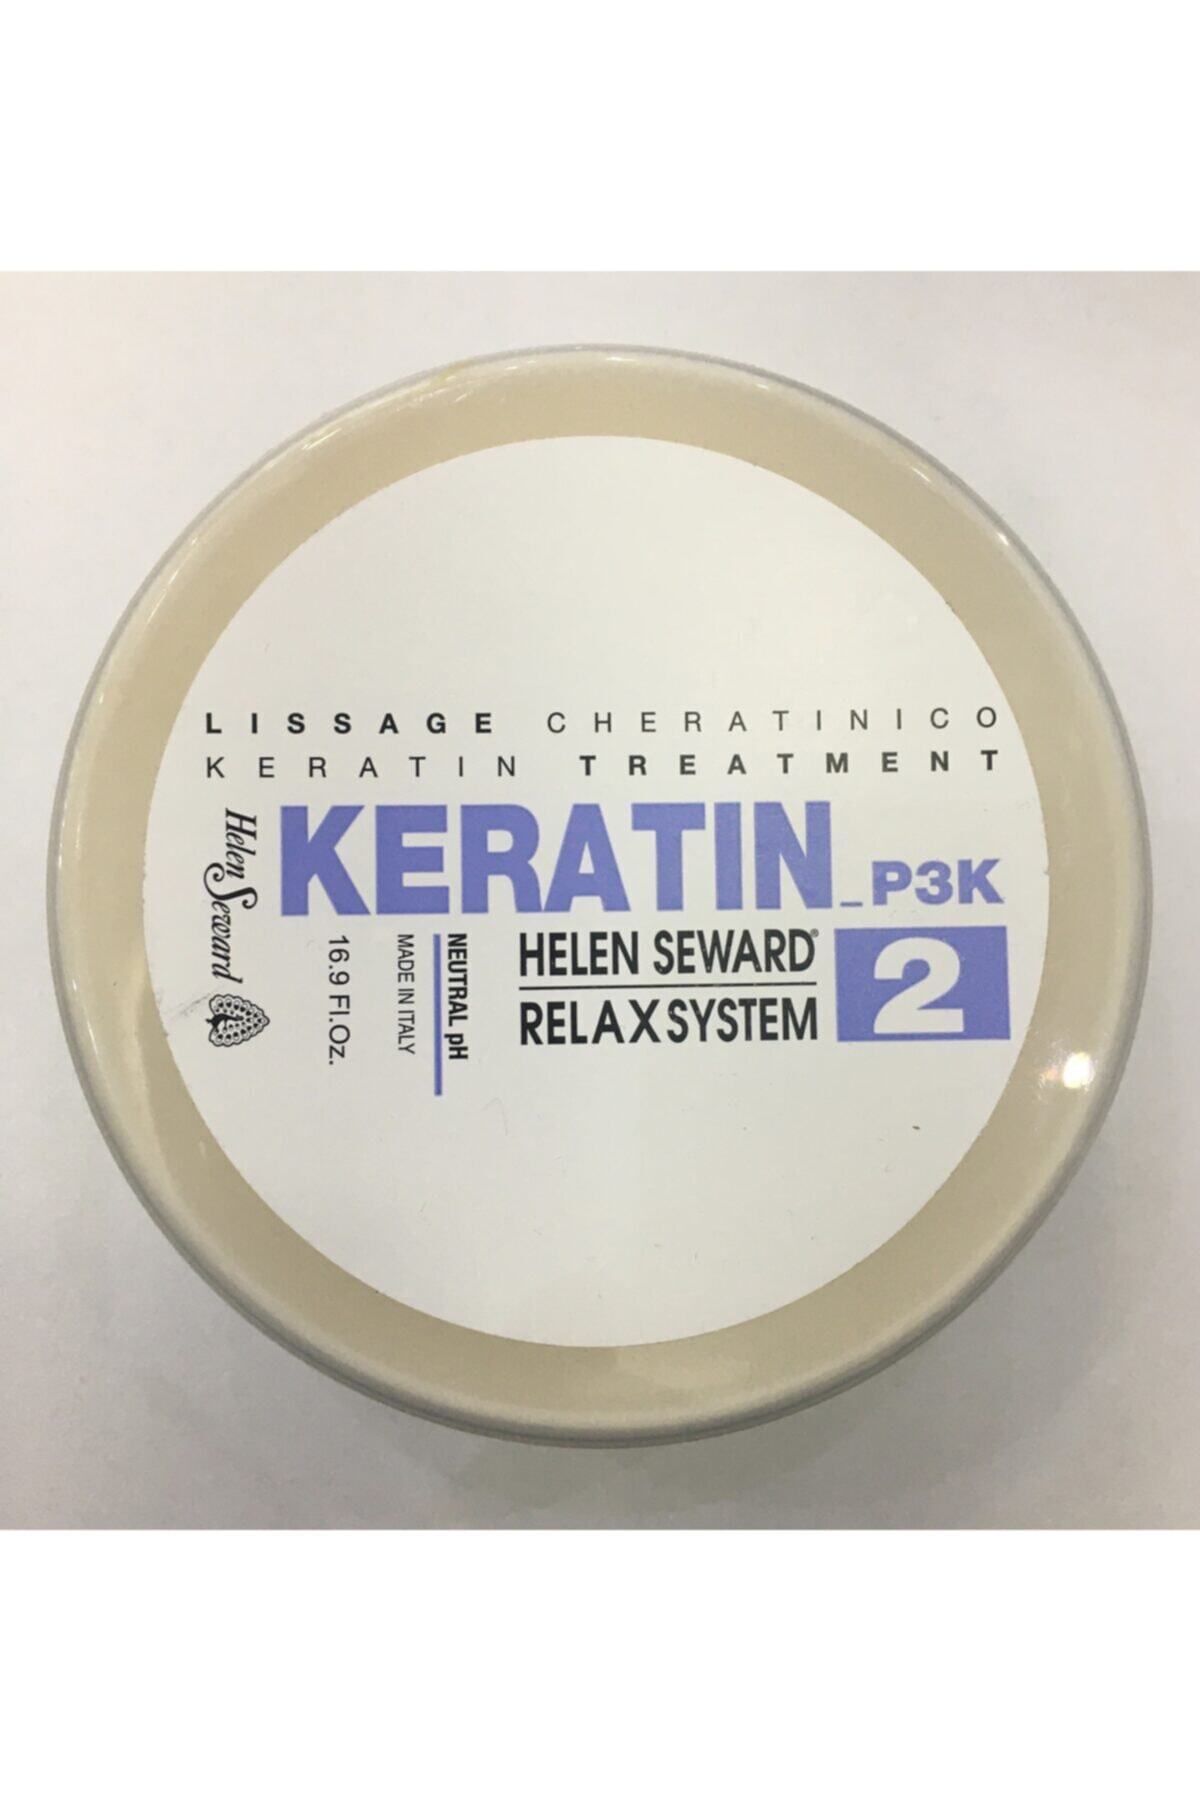 LISSAGE CHERATINICO
KERATIN TREATMENT
KERATIN_P3K
HELEN SEWARD®
RELAXSYSTEM
2
NEUTRAL pH
MADE IN ITALY
16.9 Fl.Oz.
Helen Seward